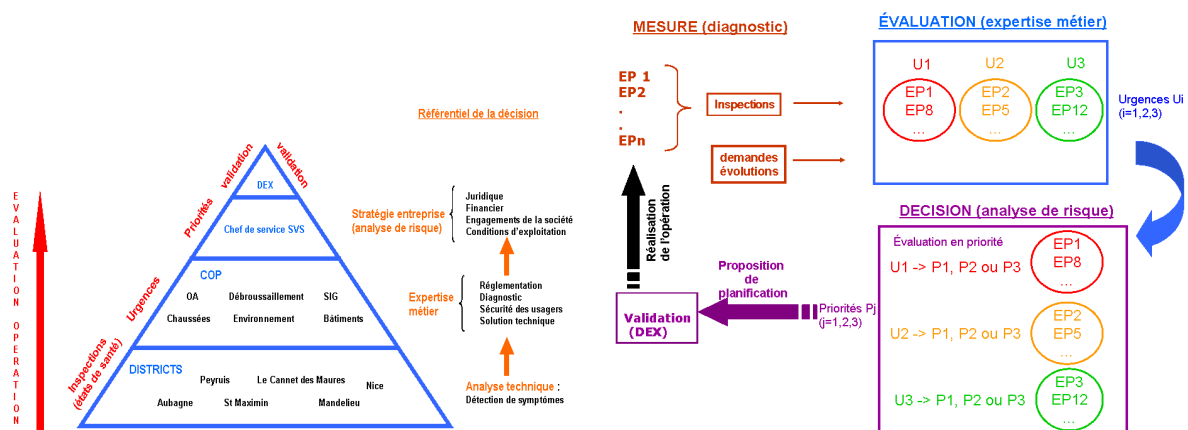 Référentiel de la décision
EVALUATION OPERATION
validation
validation
Priorités
Urgences
Inspections
(états de santé)
DEX
Chef de service SVS
COP
OA Débroussaillement SIG
Chaussées Environnement Bâtiments
DISTRICTS
Peyruis Le Cannet des Maures Nice
Aubagne St Maximin Mandelieu
Stratégie entreprise
(analyse de risque)
Juridique
Financier
Engagements de la société
Conditions d'exploitation
Expertise
métier
Réglementation
Diagnostic
Sécurité des usagers
Solution technique
Analyse technique :
Détection de symptômes
MESURE (diagnostic)
EP 1
EP2
.
.
EPn
Inspections
demandes
évolutions
ÉVALUATION (expertise métier)
U1 U2 U3
EP1 EP2 EP3
EP8 EP5 EP12
... ... ...
Urgences Ui
(i=1,2,3)
DECISION (analyse de risque)
Évaluation en priorité
U1 -> P1, P2 ou P3
EP1
EP8
...
U2 -> P1, P2 ou P3
EP2
EP5
...
U3 -> P1, P2 ou P3
EP3
EP12
...
Priorités Pj
(j=1,2,3)
Proposition
de
planification
Validation
(DEX)
Réalisation
de l'opération